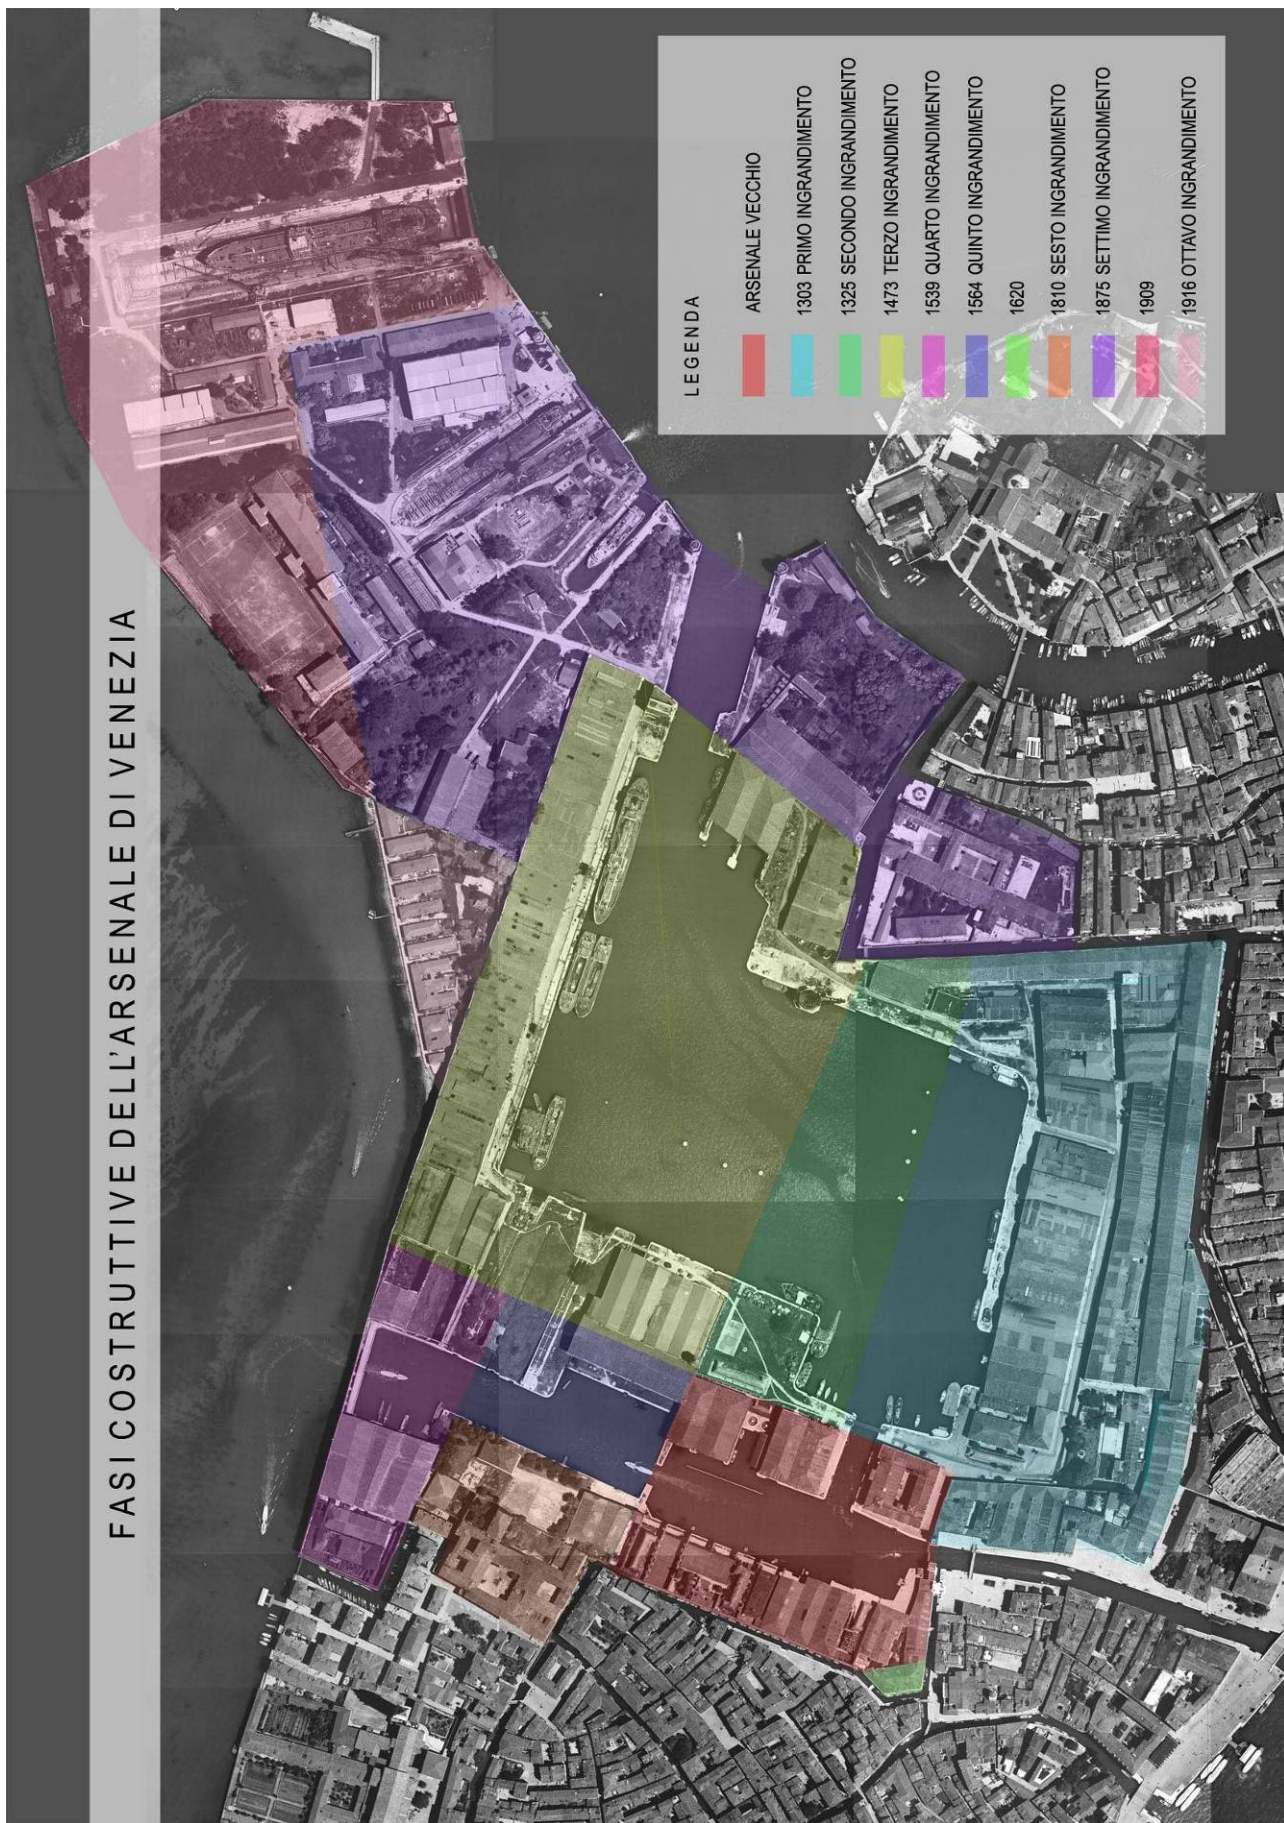 FASI COSTRUTTIVE DELL'ARSENALE DI VENEZIA
LEGENDA
ARSENALE VECCHIO
1303 PRIMO INGRANDIMENTO
1325 SECONDO INGRANDIMENTO
1473 TERZO INGRANDIMENTO
1539 QUARTO INGRANDIMENTO
1564 QUINTO INGRANDIMENTO
1620
1810 SESTO INGRANDIMENTO
1875 SETTIMO INGRANDIMENTO
1909
1916 OTTAVO INGRANDIMENTO